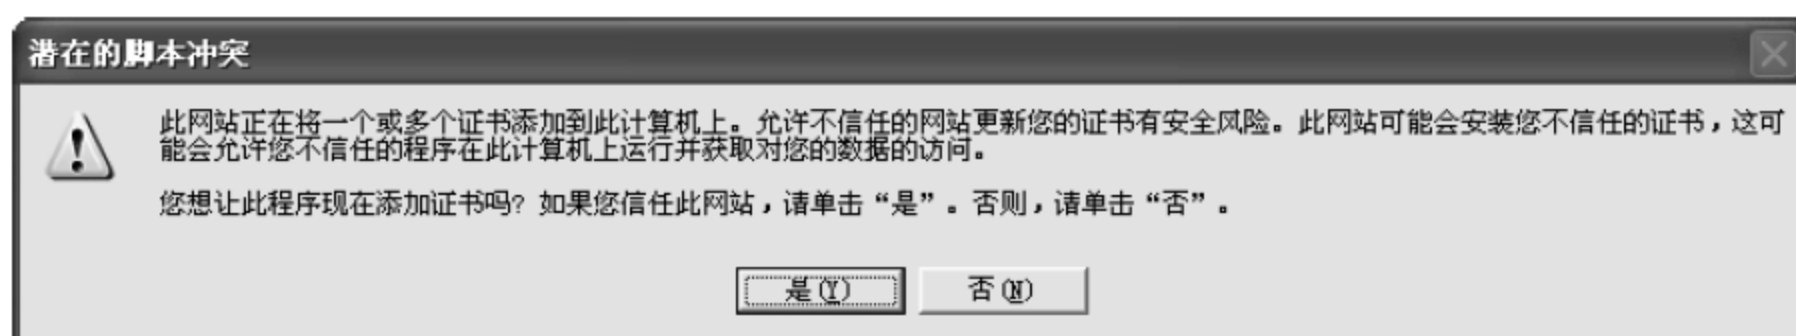 潜在的脚本冲突
此网站正在将一个或多个证书添加到此计算机上。允许不信任的网站更新您的证书有安全风险。此网站可能会安装您不信任的证书，这可
能会允许您不信任的程序在此计算机上运行并获取对您的数据的访问。
您想让此程序现在添加证书吗？如果您信任此网站，请单击“是”。否则，请单击“否”。
是(Y) 否(N)